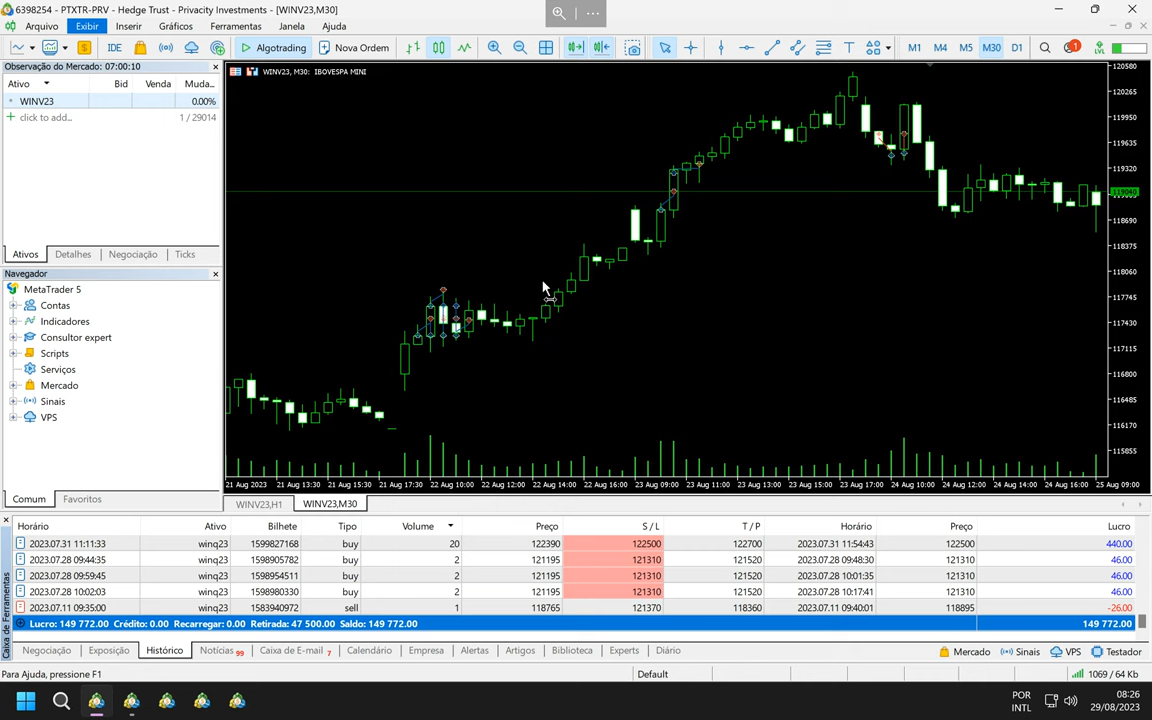 6398254 - PTXTR-PRV - Hedge Trust - Privacity Investments - [WINV23,M30]
Arquivo Exibir Inserir Gráficos Ferramentas Janela Ajuda
IDE Algotrading Nova Ordem M1 M4 M5 M30 D1 1 LVL
Observação do Mercado: 07:00:10
Ativo Bid Venda Muda...
WINV23 0.00%
click to add... 1 / 29014
Ativos Detalhes Negociação Ticks
Navegador
MetaTrader 5
Contas
Indicadores
Consultor expert
Scripts
Serviços
Mercado
Sinais
VPS
Comum Favoritos
WINV23, M30: IBOVESPA MINI
120580
120265
119950
119635
119320
119040
118690
118375
118060
117745
117430
117115
116800
116485
116170
115855
21 Aug 2023 21 Aug 13:30 21 Aug 15:30 21 Aug 17:30 22 Aug 10:00 22 Aug 12:00 22 Aug 14:00 22 Aug 16:00 23 Aug 09:00 23 Aug 11:00 23 Aug 13:00 23 Aug 15:00 23 Aug 17:00 24 Aug 10:00 24 Aug 12:00 24 Aug 14:00 24 Aug 16:00 25 Aug 09:00
WINV23,H1 WINV23,M30
Horário Ativo Bilhete Tipo Volume Preço S / L T / P Horário Preço Lucro
2023.07.31 11:11:33 winq23 1599827168 buy 20 122390 122500 122700 2023.07.31 11:54:43 122500 440.00
2023.07.28 09:44:35 winq23 1598905782 buy 2 121195 121310 121520 2023.07.28 09:48:30 121310 46.00
2023.07.28 09:59:45 winq23 1598954511 buy 2 121195 121310 121520 2023.07.28 10:01:35 121310 46.00
2023.07.28 10:02:03 winq23 1598980330 buy 2 121195 121310 121520 2023.07.28 10:17:41 121310 46.00
2023.07.11 09:35:00 winq23 1583940972 sell 1 118765 121370 118360 2023.07.11 09:40:01 118895 -26.00
Lucro: 149 772.00 Crédito: 0.00 Recarregar: 0.00 Retirada: 47 500.00 Saldo: 149 772.00 149 772.00
Caixa de Ferramentas
Negociação Exposição Histórico Notícias 99 Caixa de E-mail 7 Calendário Empresa Alertas Artigos Biblioteca Experts Diário Mercado Sinais VPS Testador
Para Ajuda, pressione F1 Default 1069 / 64 Kb
POR
INTL
08:26
29/08/2023